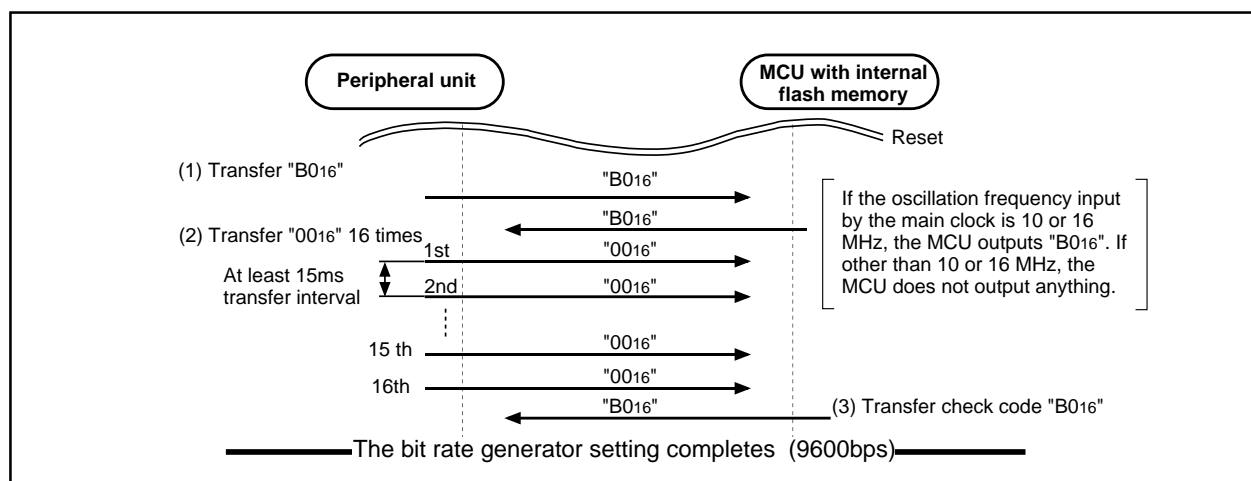 Peripheral unit
MCU with internal
flash memory
Reset
(1) Transfer "B016"
"B016"
"B016"
If the oscillation frequency input
by the main clock is 10 or 16
MHz, the MCU outputs "B016". If
other than 10 or 16 MHz, the
MCU does not output anything.
(2) Transfer "0016" 16 times
1st
"0016"
At least 15ms
transfer interval
2nd
"0016"
15 th
"0016"
16th
"0016"
"B016"
(3) Transfer check code "B016"
The bit rate generator setting completes (9600bps)